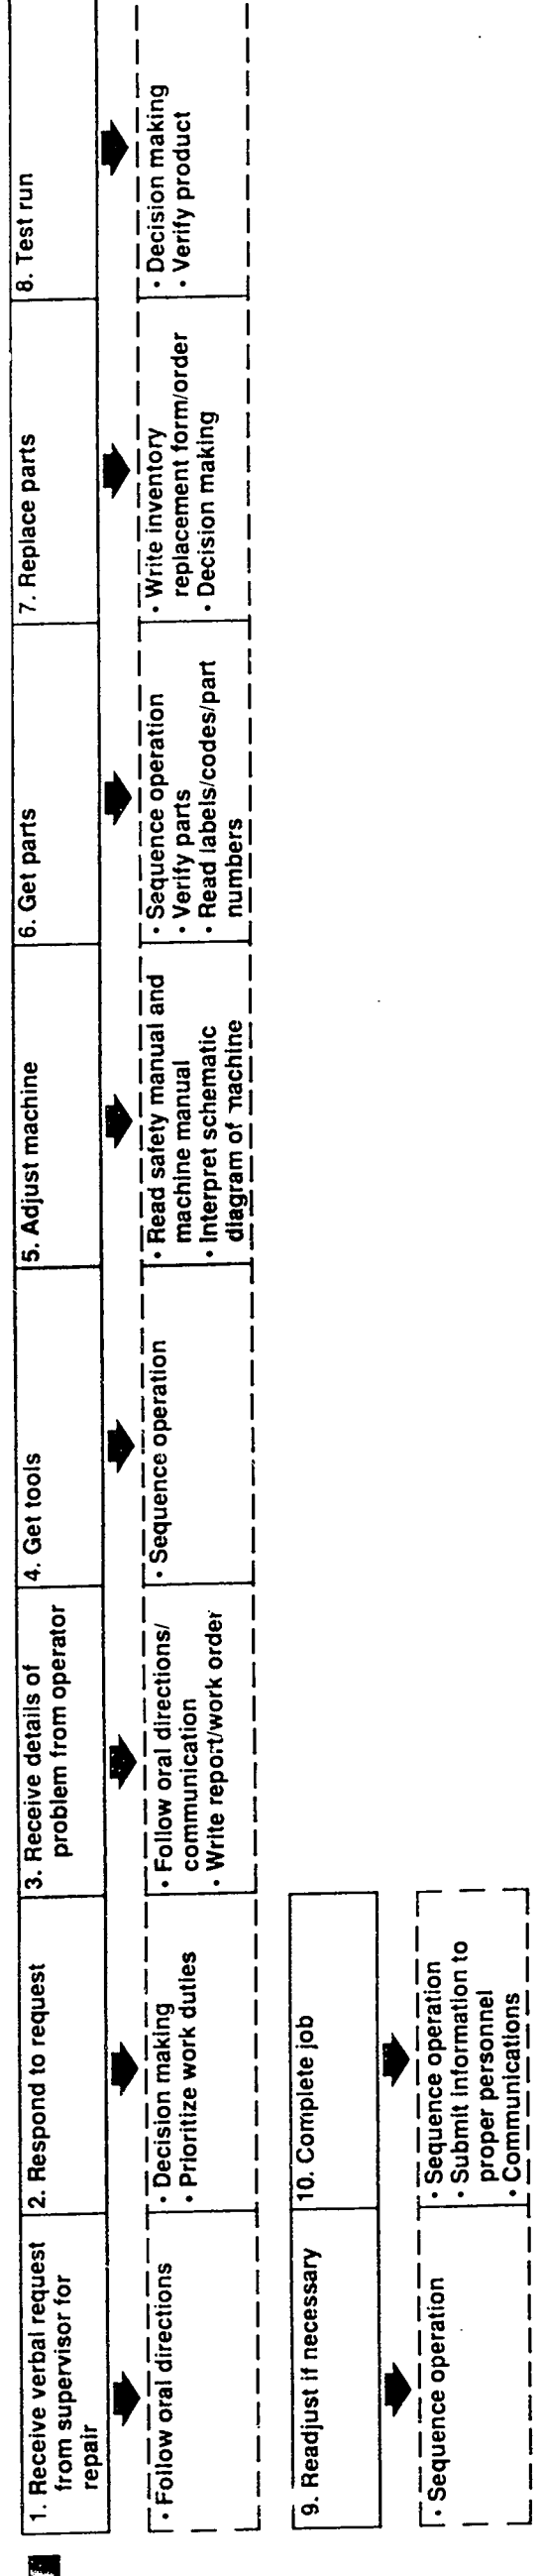 1. Receive verbal request
from supervisor for
repair
2. Respond to request
3. Receive details of
problem from operator
4. Get tools
5. Adjust machine
6. Get parts
7. Replace parts
8. Test run
• Follow oral directions
• Decision making
• Prioritize work duties
• Follow oral directions/
communication
• Write report/work order
• Sequence operation
• Read safety manual and
machine manual
• Interpret schematic
diagram of machine
• Sequence operation
• Verify parts
• Read labels/codes/part
numbers
• Write inventory
replacement form/order
• Decision making
• Decision making
• Verify product
9. Readjust if necessary
10. Complete job
• Sequence operation
• Sequence operation
• Submit information to
proper personnel
• Communications